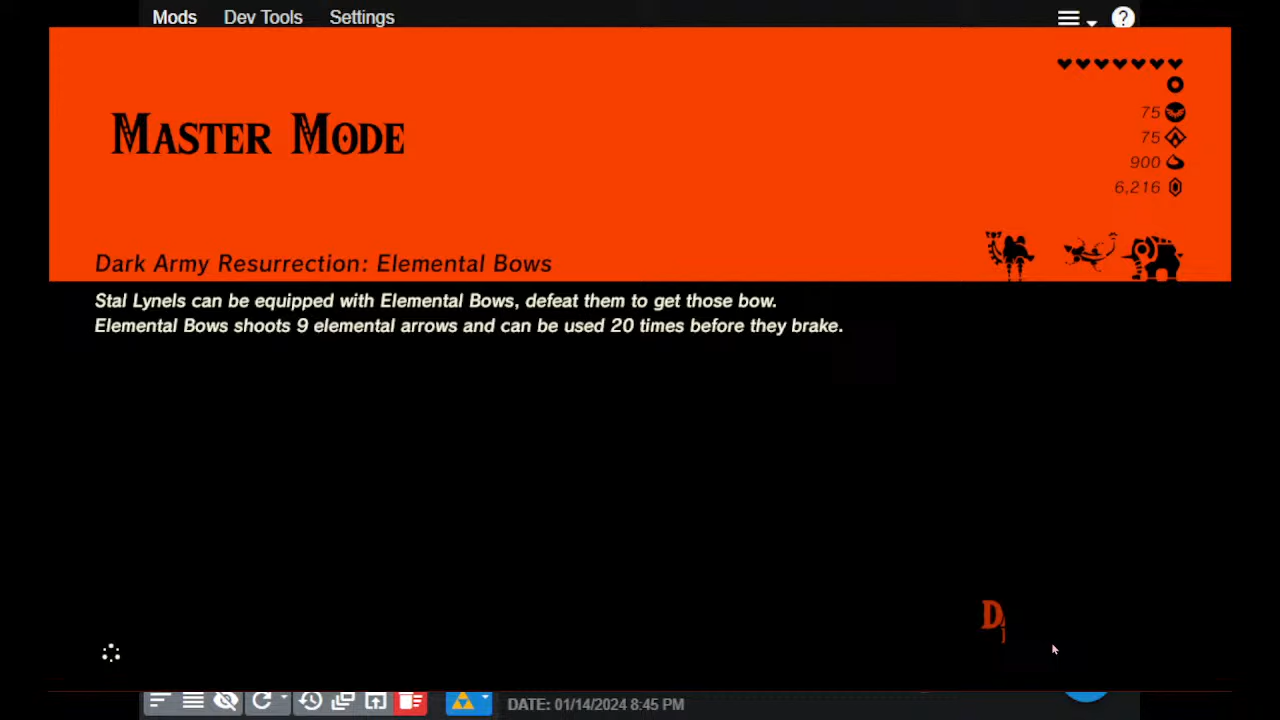 Mods Dev Tools Settings
?
Master Mode
75
75
900
6,216
Dark Army Resurrection: Elemental Bows
Stal Lynels can be equipped with Elemental Bows, defeat them to get those bow.
Elemental Bows shoots 9 elemental arrows and can be used 20 times before they brake.
D
DATE: 01/14/2024 8:45 PM